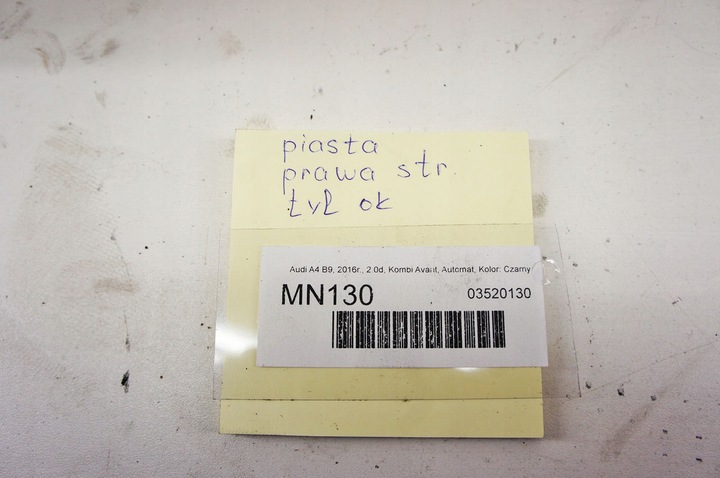 piasta
prawa str.
tył ok
Audi A4 B9, 2016r., 2.0d, Kombi Avant, Automat, Kolor: Czarny
MN130
03520130